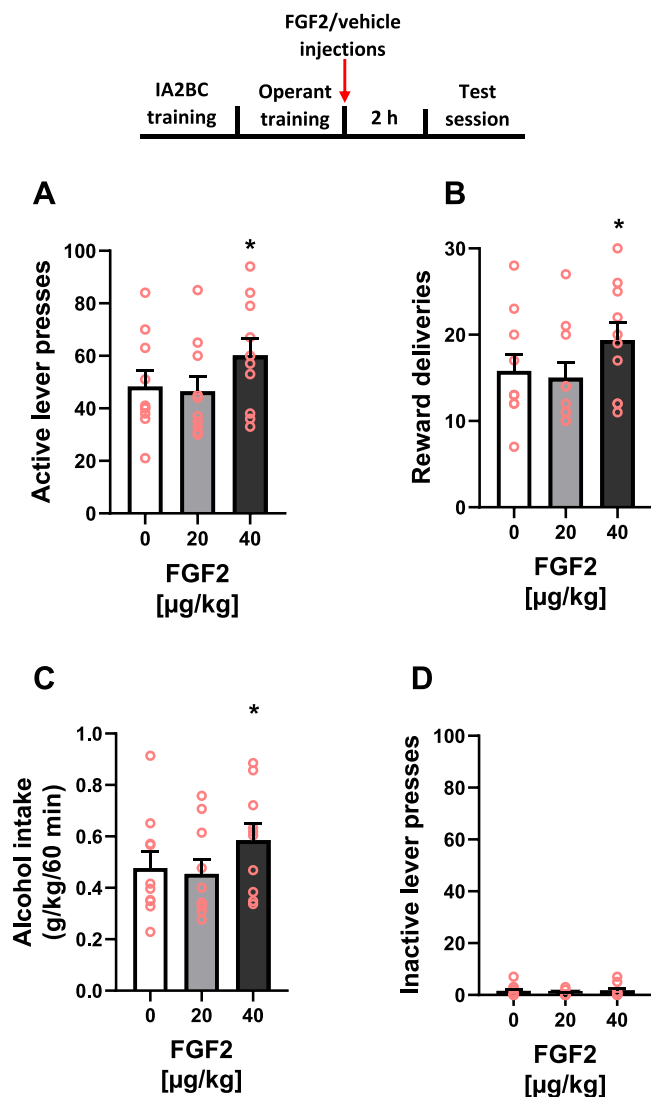 FGF2/vehicle
injections
IA2BC
training
Operant
training
2 h
Test
session
A
Active lever presses
100
80
60
40
20
0
*
0 20 40
FGF2
[µg/kg]
B
Reward deliveries
30
20
10
0
*
0 20 40
FGF2
[µg/kg]
C
Alcohol intake
(g/kg/60 min)
1.0
0.8
0.6
0.4
0.2
0.0
*
0 20 40
FGF2
[µg/kg]
D
Inactive lever presses
100
80
60
40
20
0
0 20 40
FGF2
[µg/kg]